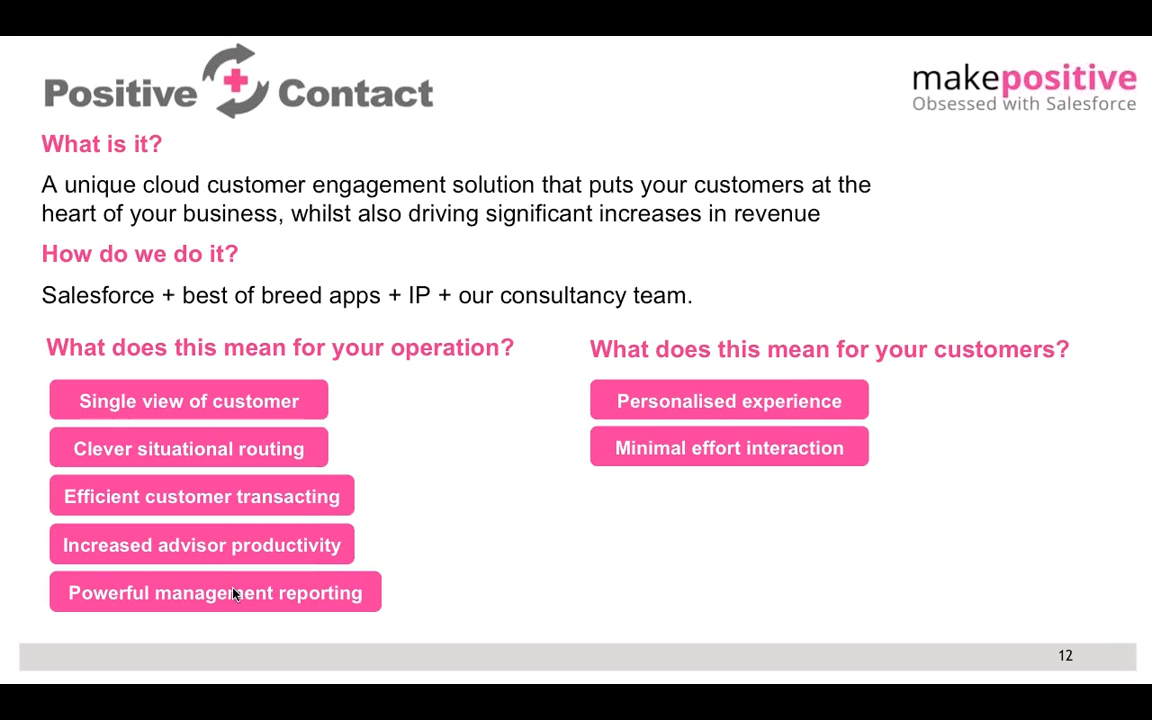 Positive Contact
makepositive
Obsessed with Salesforce
What is it?
A unique cloud customer engagement solution that puts your customers at the
heart of your business, whilst also driving significant increases in revenue
How do we do it?
Salesforce + best of breed apps + IP + our consultancy team.
What does this mean for your operation?
Single view of customer
Clever situational routing
Efficient customer transacting
Increased advisor productivity
Powerful management reporting
What does this mean for your customers?
Personalised experience
Minimal effort interaction
12